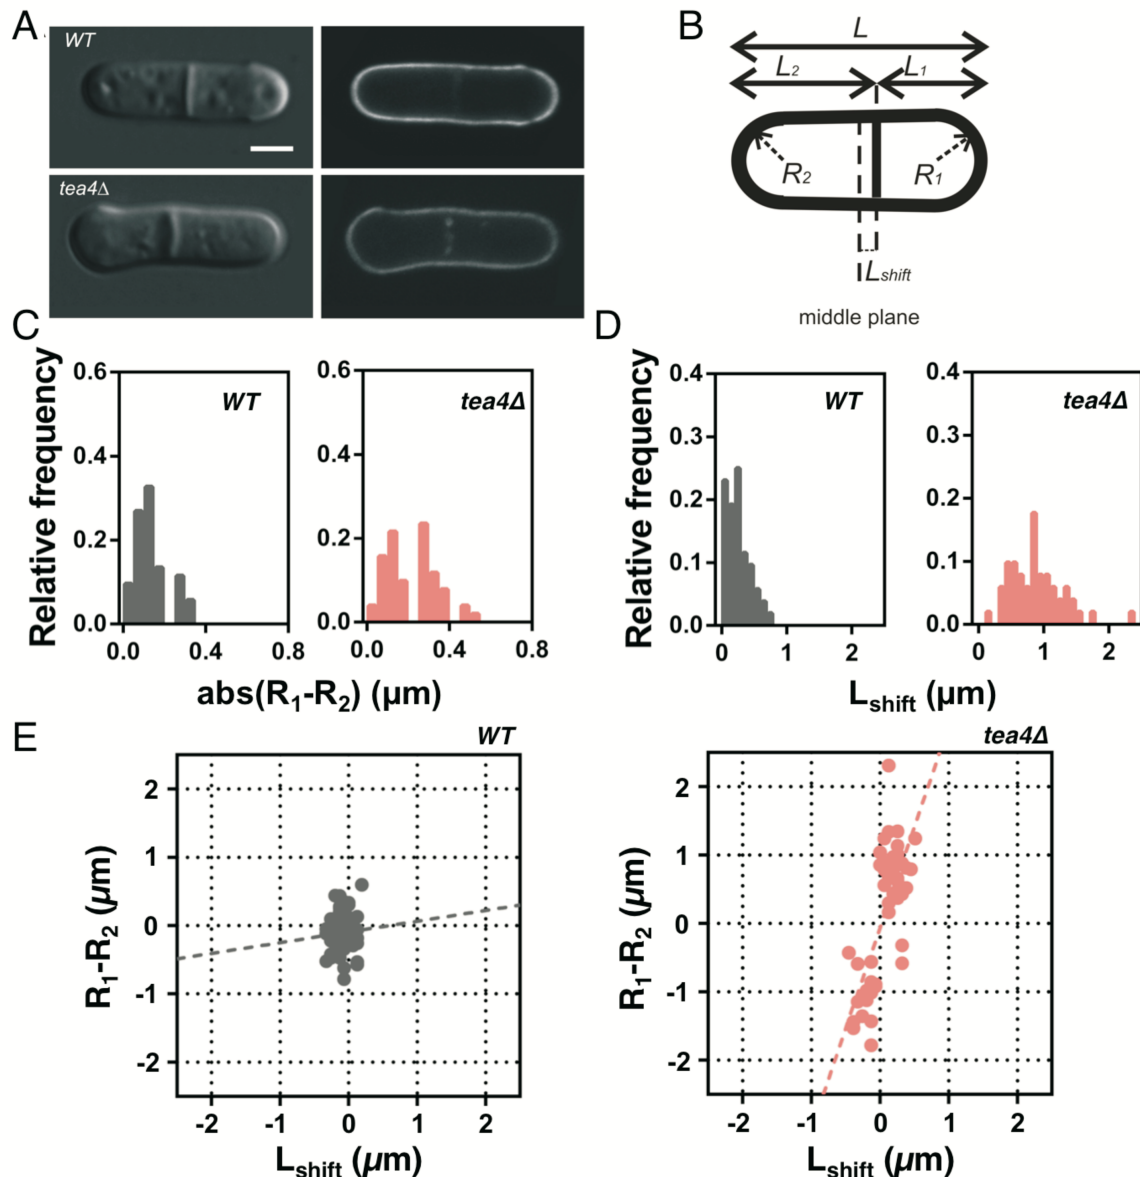 A
WT
tea4Δ
B
L
L2 L1
R2 R1
Lshift
middle plane
C
Relative frequency
0.6
0.4
0.2
0.0
WT
0.0 0.4 0.8
0.6
0.4
0.2
0.0
tea4Δ
0.0 0.4 0.8
abs(R1-R2) (μm)
D
Relative frequency
0.4
0.3
0.2
0.1
0.0
WT
0 1 2
0.4
0.3
0.2
0.1
0.0
tea4Δ
0 1 2
Lshift (μm)
E
WT
R1-R2 (μm)
2
1
0
-1
-2
-2 -1 0 1 2
Lshift (μm)
tea4Δ
R1-R2 (μm)
2
1
0
-1
-2
-2 -1 0 1 2
Lshift (μm)